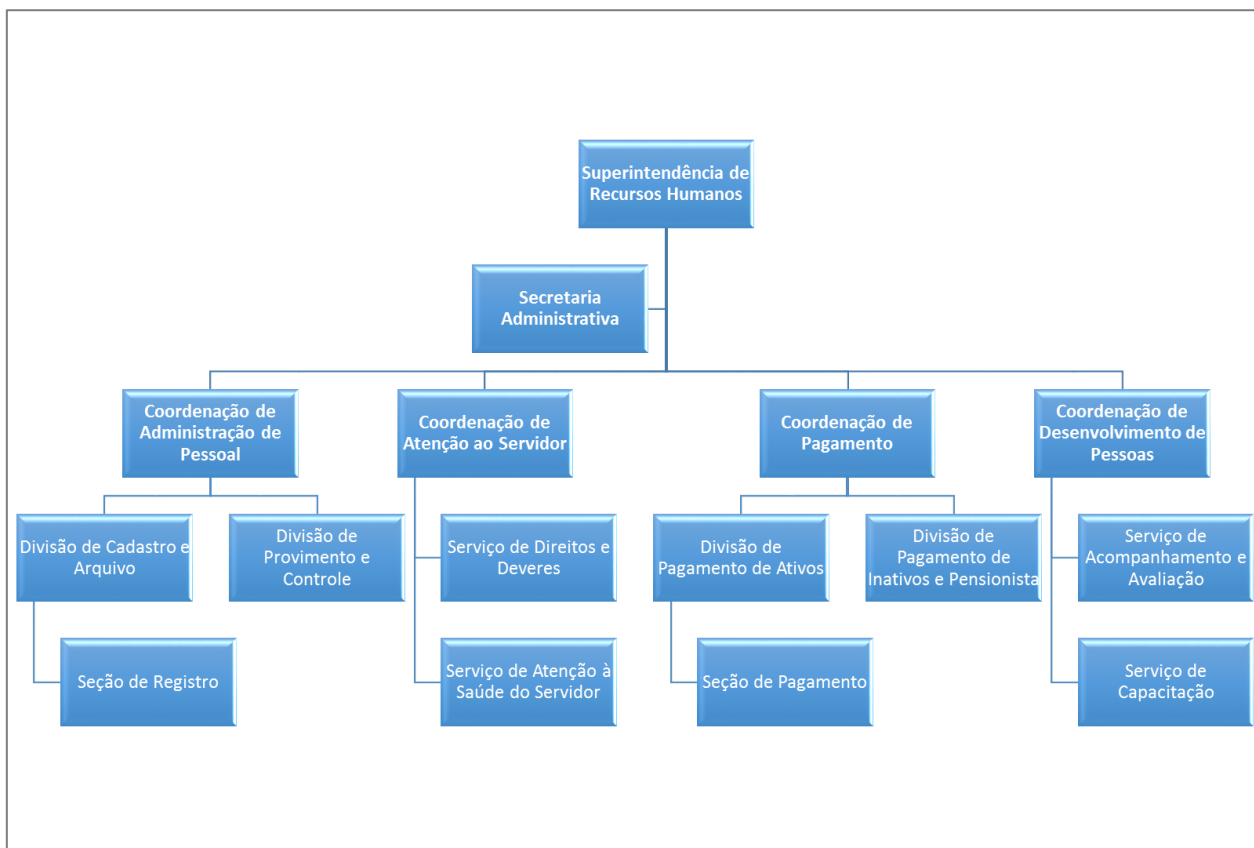 Superintendência de
Recursos Humanos
Secretaria
Administrativa
Coordenação de
Administração de
Pessoal
Coordenação de
Atenção ao Servidor
Coordenação de
Pagamento
Coordenação de
Desenvolvimento de
Pessoas
Divisão de Cadastro e
Arquivo
Divisão de
Provimento e
Controle
Serviço de Direitos e
Deveres
Divisão de
Pagamento de Ativos
Divisão de
Pagamento de
Inativos e Pensionista
Serviço de
Acompanhamento e
Avaliação
Seção de Registro
Serviço de Atenção à
Saúde do Servidor
Seção de Pagamento
Serviço de
Capacitação